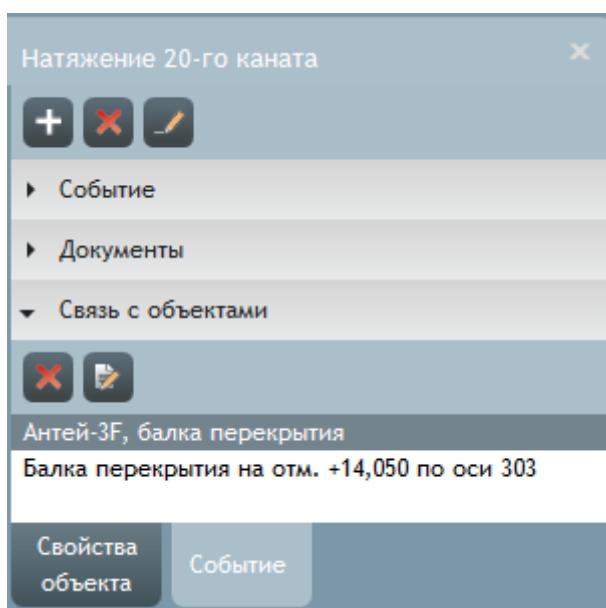 Натяжение 20-го каната
Событие
Документы
Связь с объектами
Антей-3F, балка перекрытия
Балка перекрытия на отм. +14,050 по оси 303
Свойства
объекта
Событие